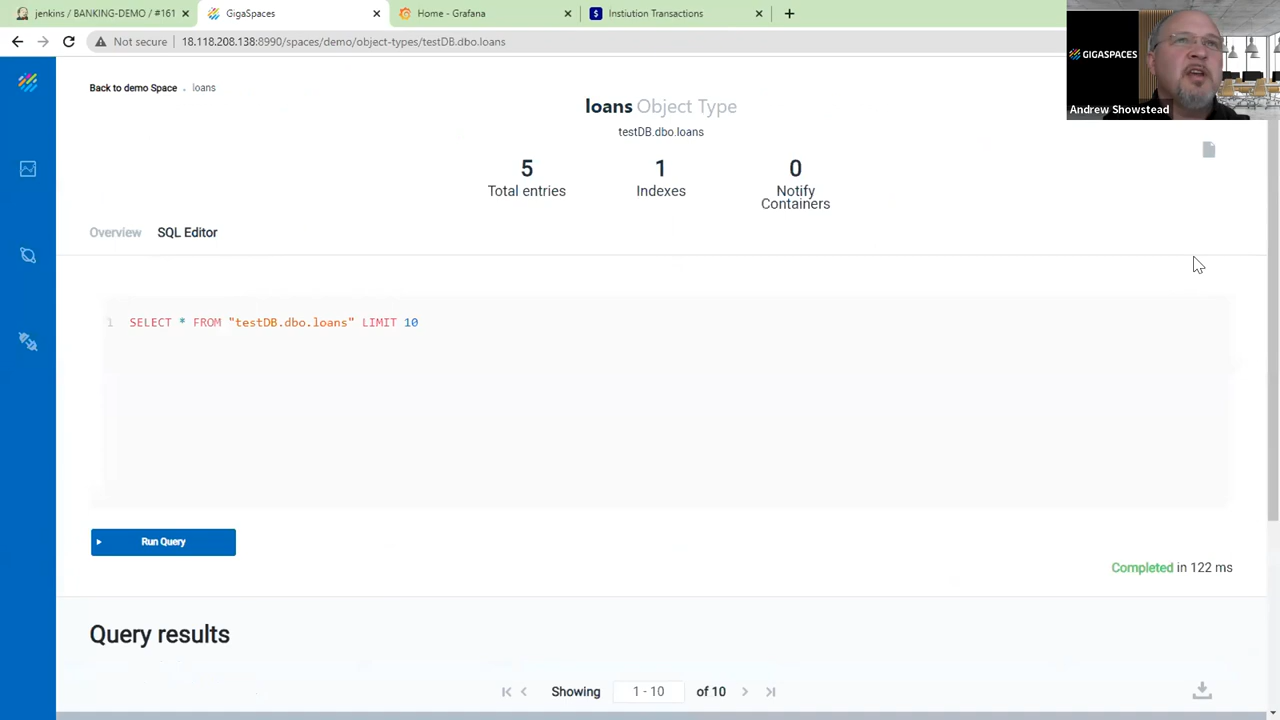 jenkins / BANKING-DEMO / #161
GigaSpaces
Home - Grafana
Instiution Transactions
Not secure
18.118.208.138:8990/spaces/demo/object-types/testDB.dbo.loans
GIGASPACES
Andrew Showstead
Back to demo Space . loans
loans Object Type
testDB.dbo.loans
5
1
0
Total entries
Indexes
Notify
Containers
Overview
SQL Editor
1 SELECT * FROM "testDB.dbo.loans" LIMIT 10
Run Query
Completed in 122 ms
Query results
Showing
1 - 10
of 10